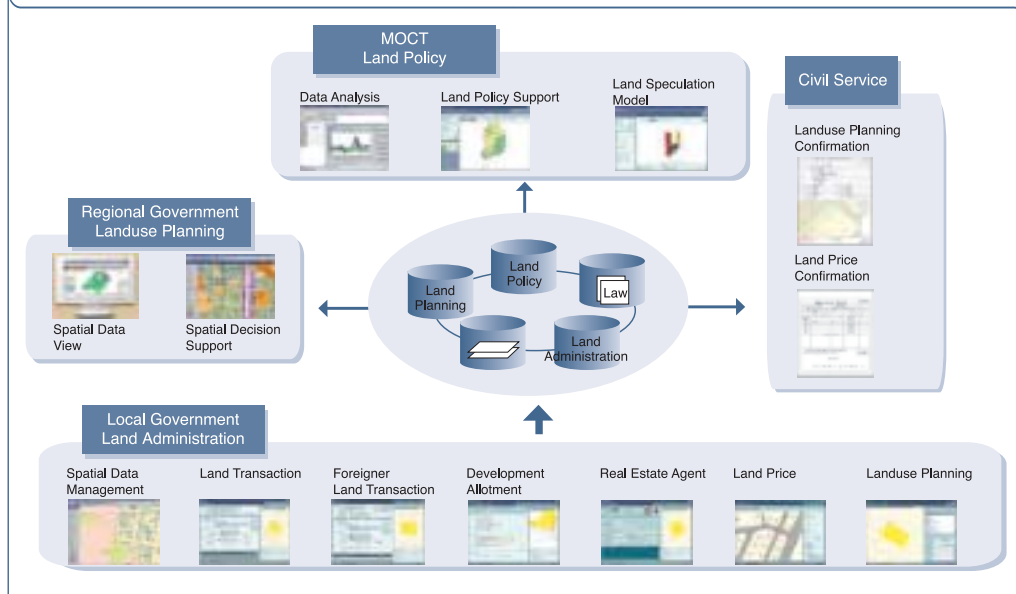 MOCT
Land Policy
Data Analysis
Land Policy Support
Land Speculation
Model
Civil Service
Landuse Planning
Confirmation
Land Price
Confirmation
Regional Government
Landuse Planning
Spatial Data
View
Spatial Decision
Support
Land
Planning
Land
Policy
Law
Land
Administration
Local Government
Land Administration
Spatial Data
Management
Land Transaction
Foreigner
Land Transaction
Development
Allotment
Real Estate Agent
Land Price
Landuse Planning